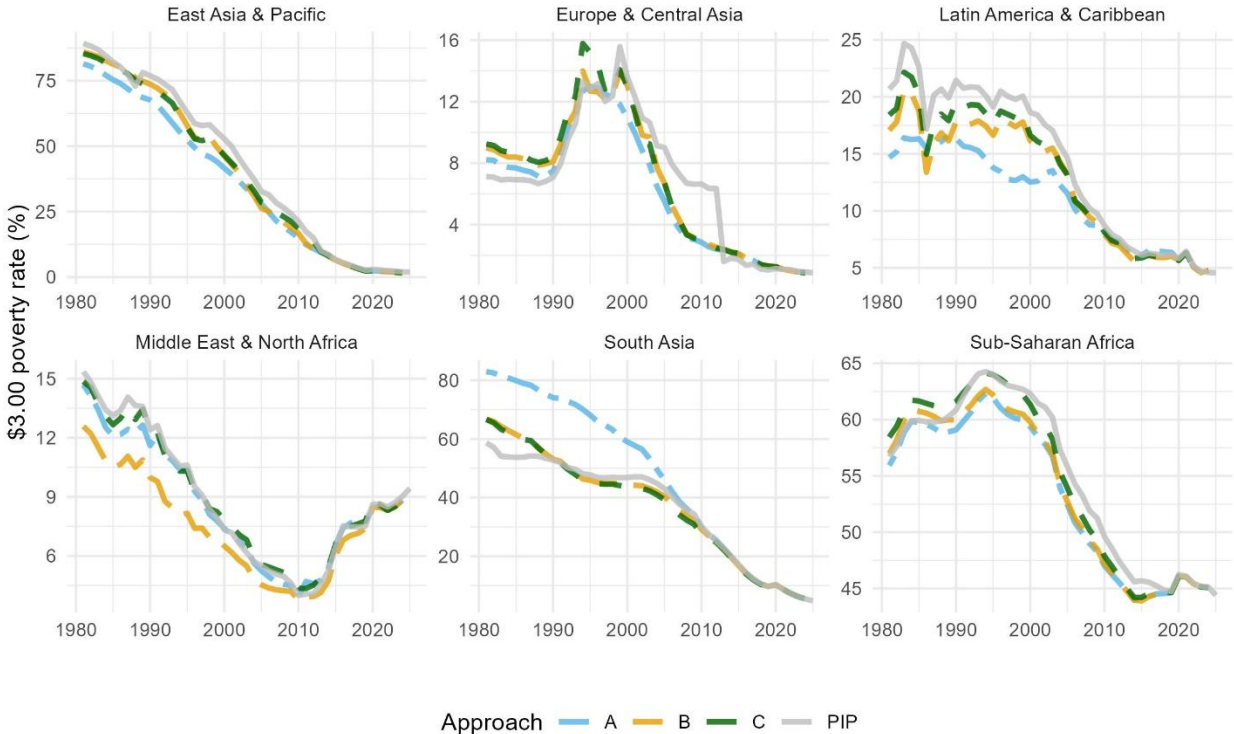 East Asia & Pacific
Europe & Central Asia
Latin America & Caribbean
$3.00 poverty rate (%)
75
50
25
0
1980 1990 2000 2010 2020
16
12
8
4
1980 1990 2000 2010 2020
25
20
15
10
5
1980 1990 2000 2010 2020
Middle East & North Africa
South Asia
Sub-Saharan Africa
15
12
9
6
1980 1990 2000 2010 2020
80
60
40
20
1980 1990 2000 2010 2020
65
60
55
50
45
1980 1990 2000 2010 2020
Approach A B C PIP